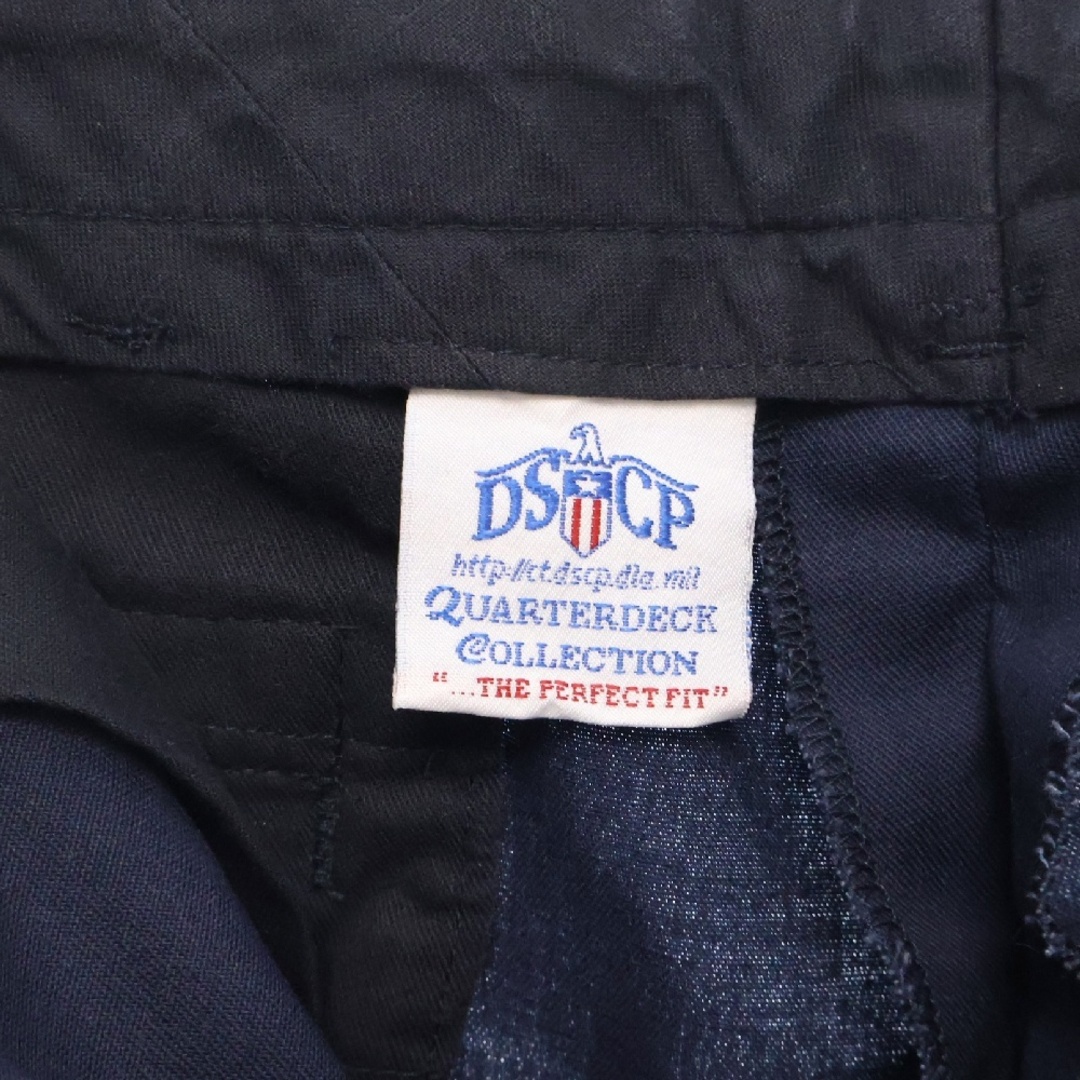 DSCP
http://ct.dscp.dla.mil
QUARTERDECK
COLLECTION
"...THE PERFECT FIT"